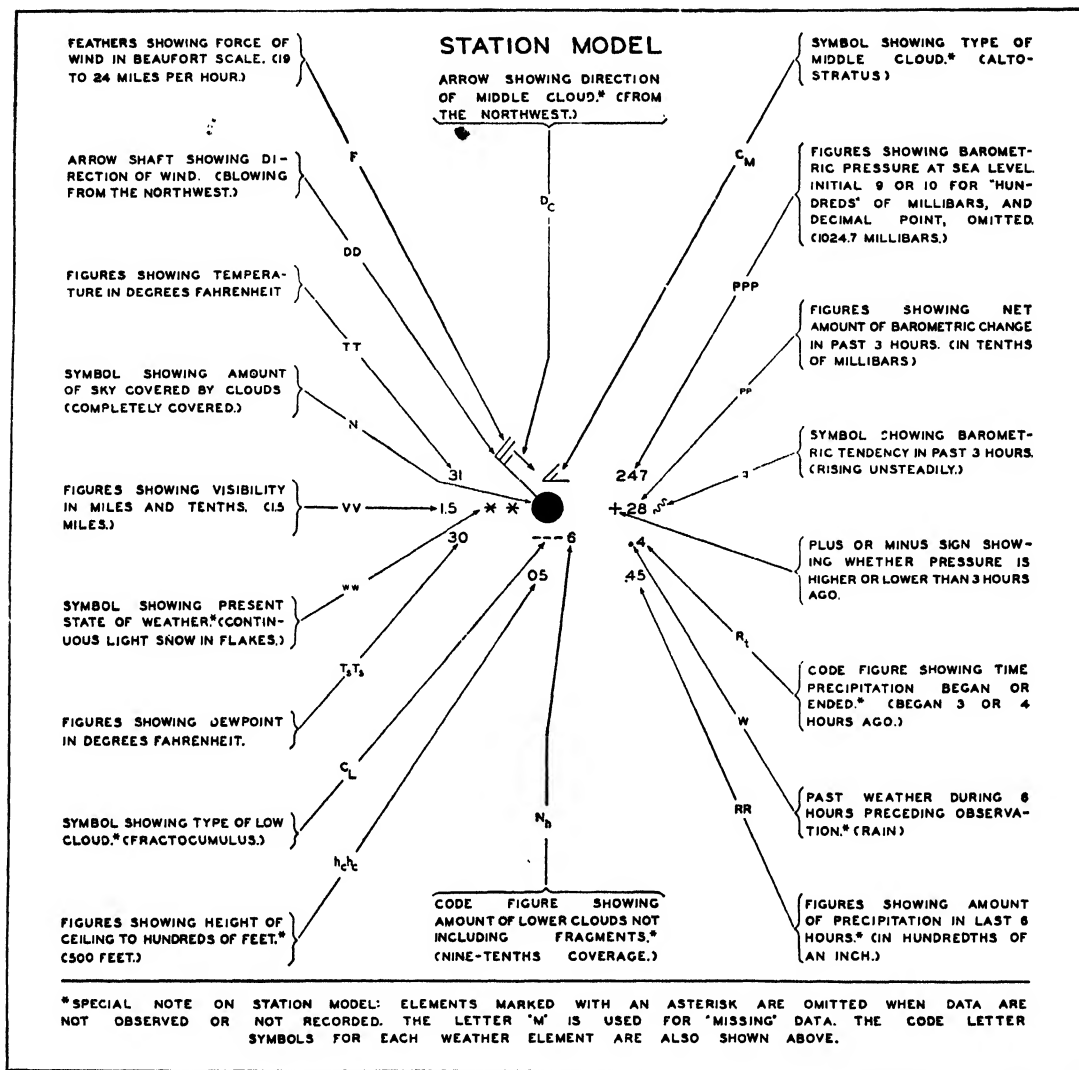 STATION MODEL
FEATHERS SHOWING FORCE OF
WIND IN BEAUFORT SCALE. (19
TO 24 MILES PER HOUR.)
ARROW SHAFT SHOWING DI-
RECTION OF WIND. (BLOWING
FROM THE NORTHWEST.)
FIGURES SHOWING TEMPERA-
TURE IN DEGREES FAHRENHEIT
SYMBOL SHOWING AMOUNT
OF SKY COVERED BY CLOUDS
(COMPLETELY COVERED.)
FIGURES SHOWING VISIBILITY
IN MILES AND TENTHS. (1.5
MILES.)
SYMBOL SHOWING PRESENT
STATE OF WEATHER.* (CONTIN-
UOUS LIGHT SNOW IN FLAKES.)
FIGURES SHOWING DEWPOINT
IN DEGREES FAHRENHEIT.
SYMBOL SHOWING TYPE OF LOW
CLOUD.* (FRACTOCUMULUS.)
FIGURES SHOWING HEIGHT OF
CEILING TO HUNDREDS OF FEET.*
(500 FEET.)
F
DD
TT
N
VV
ww
TsTs
CL
hchc
ARROW SHOWING DIRECTION
OF MIDDLE CLOUD.* (FROM
THE NORTHWEST.)
DC
31
247
1.5 * * +28
30 6 .4
05 .45
Nh
CODE FIGURE SHOWING
AMOUNT OF LOWER CLOUDS NOT
INCLUDING FRAGMENTS.*
(NINE-TENTHS COVERAGE.)
CM
PPP
PP
Rt
W
RR
SYMBOL SHOWING TYPE OF
MIDDLE CLOUD.* (ALTO-
STRATUS)
FIGURES SHOWING BAROMET-
RIC PRESSURE AT SEA LEVEL.
INITIAL 9 OR 10 FOR "HUN-
DREDS" OF MILLIBARS, AND
DECIMAL POINT, OMITTED.
(1024.7 MILLIBARS.)
FIGURES SHOWING NET
AMOUNT OF BAROMETRIC CHANGE
IN PAST 3 HOURS. (IN TENTHS
OF MILLIBARS)
SYMBOL SHOWING BAROMET-
RIC TENDENCY IN PAST 3 HOURS.
(RISING UNSTEADILY.)
PLUS OR MINUS SIGN SHOW-
ING WHETHER PRESSURE IS
HIGHER OR LOWER THAN 3 HOURS
AGO.
CODE FIGURE SHOWING TIME
PRECIPITATION BEGAN OR
ENDED.* (BEGAN 3 OR 4
HOURS AGO.)
PAST WEATHER DURING 6
HOURS PRECEDING OBSERVA-
TION.* (RAIN)
FIGURES SHOWING AMOUNT
OF PRECIPITATION IN LAST 6
HOURS.* (IN HUNDREDTHS OF
AN INCH.)
*SPECIAL NOTE ON STATION MODEL: ELEMENTS MARKED WITH AN ASTERISK ARE OMITTED WHEN DATA ARE
NOT OBSERVED OR NOT RECORDED. THE LETTER "M" IS USED FOR "MISSING" DATA. THE CODE LETTER
SYMBOLS FOR EACH WEATHER ELEMENT ARE ALSO SHOWN ABOVE.